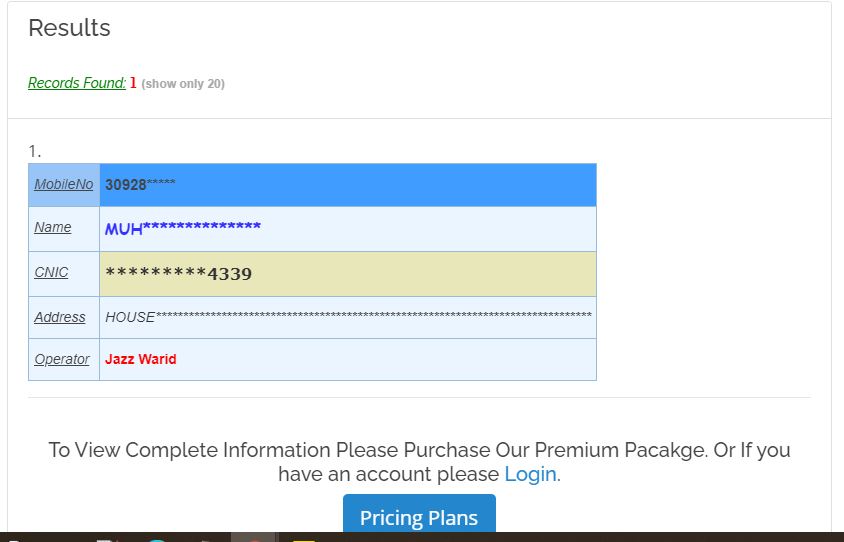 Results
Records Found: 1 (show only 20)
1.
MobileNo 30928*****
Name MUH**************
CNIC *********4339
Address HOUSE********************************************************************************
Operator Jazz Warid
To View Complete Information Please Purchase Our Premium Pacakge. Or If you
have an account please Login.
Pricing Plans